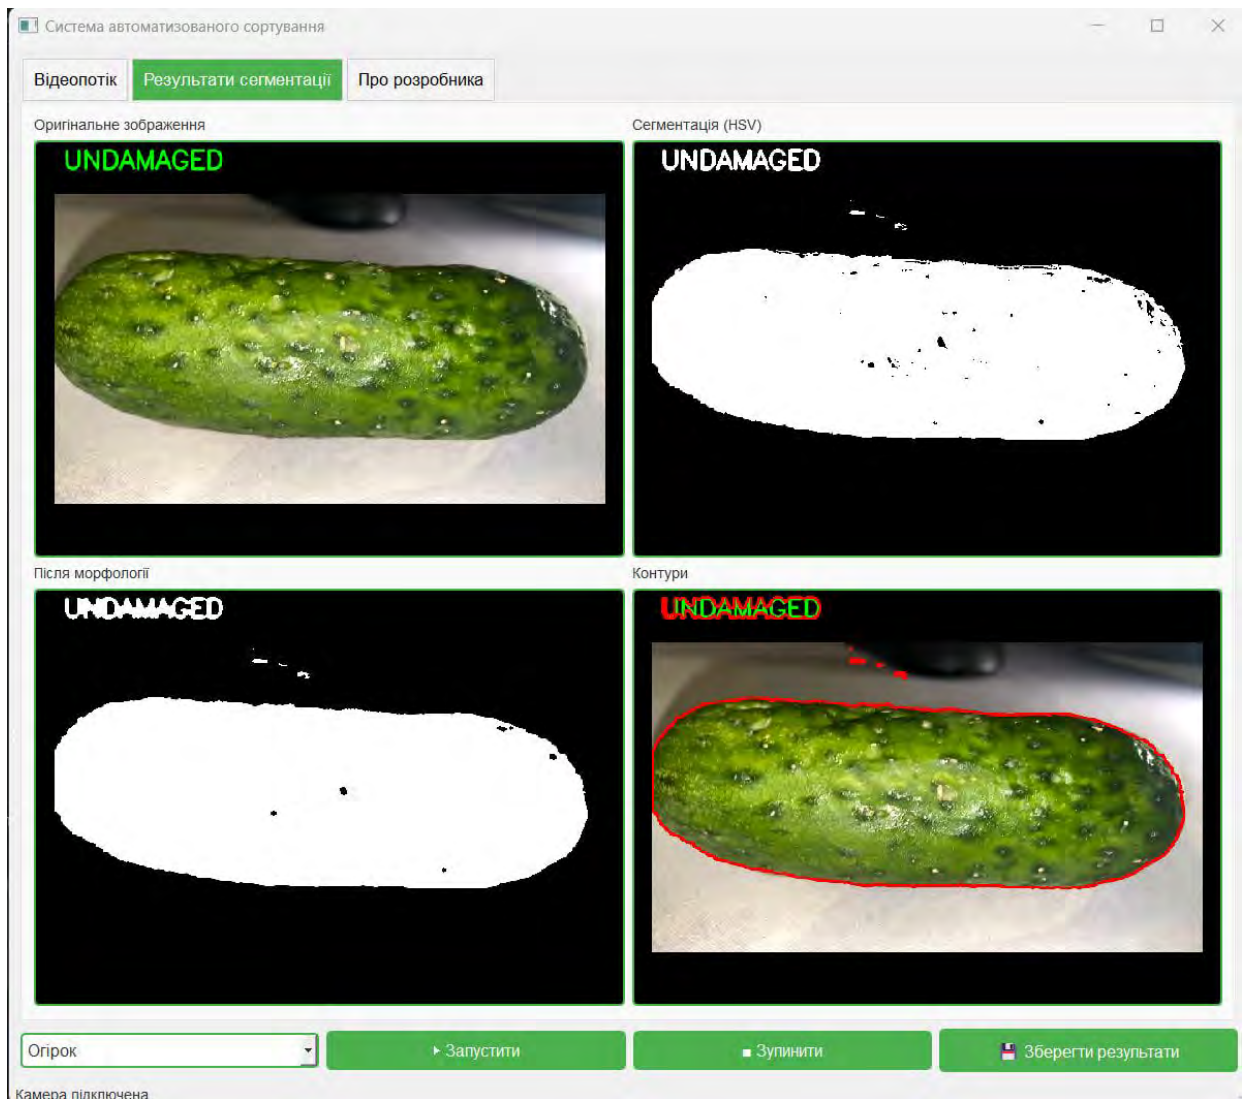 Система автоматизованого сортування
Відеопотік
Результати сегментації
Про розробника
Оригінальне зображення
Сегментація (HSV)
UNDAMAGED
UNDAMAGED
Після морфології
Контури
UNDAMAGED
UNDAMAGED
Огірок
Запустити
Зупинити
Зберегти результати
Камера підключена